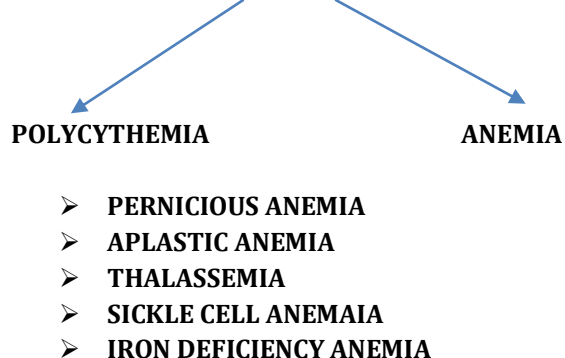 POLYCYTHEMIA ANEMIA
➢ PERNICIOUS ANEMIA
➢ APLASTIC ANEMIA
➢ THALASSEMIA
➢ SICKLE CELL ANEMAIA
➢ IRON DEFICIENCY ANEMIA